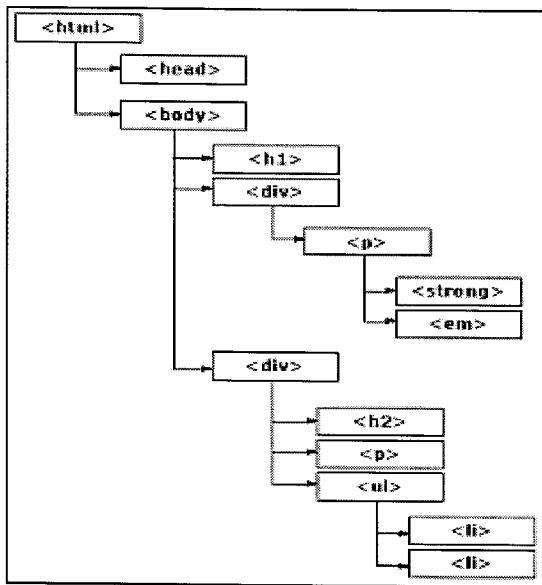 <html>
<head>
<body>
<h1>
<div>
<p>
<strong>
<em>
<div>
<h2>
<p>
<ul>
<li>
<li>